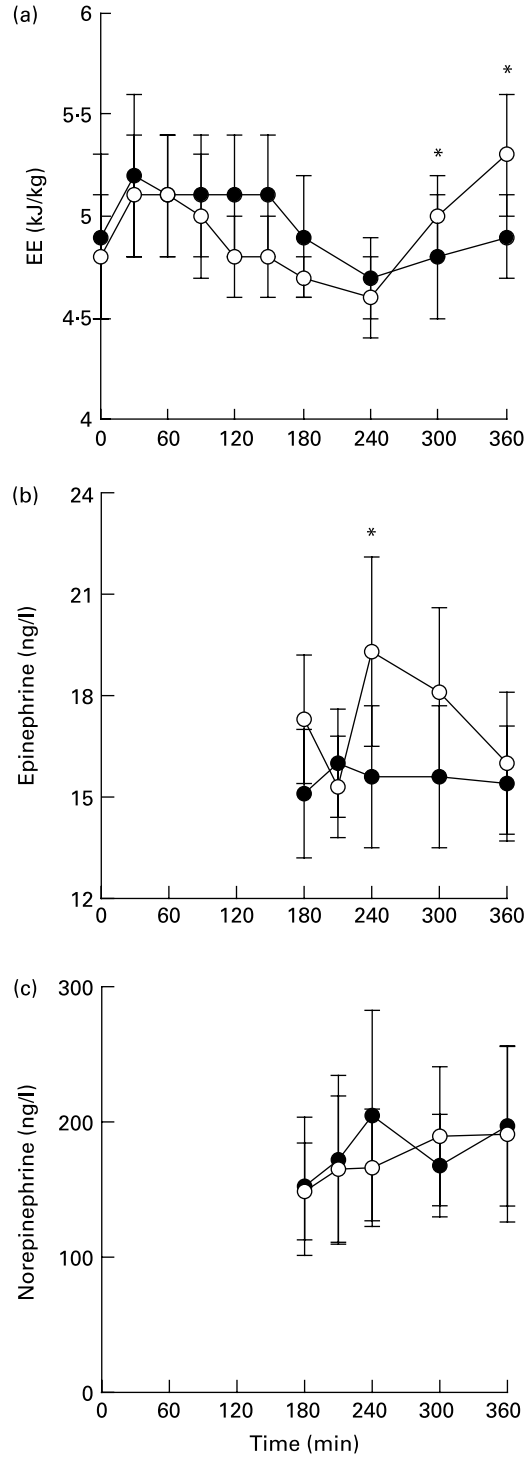 (a)
6
5·5
5
4·5
4
EE (kJ/kg)
*
*
0 60 120 180 240 300 360
(b)
24
21
18
15
12
Epinephrine (ng/l)
*
0 60 120 180 240 300 360
(c)
300
200
100
0
Norepinephrine (ng/l)
0 60 120 180 240 300 360
Time (min)